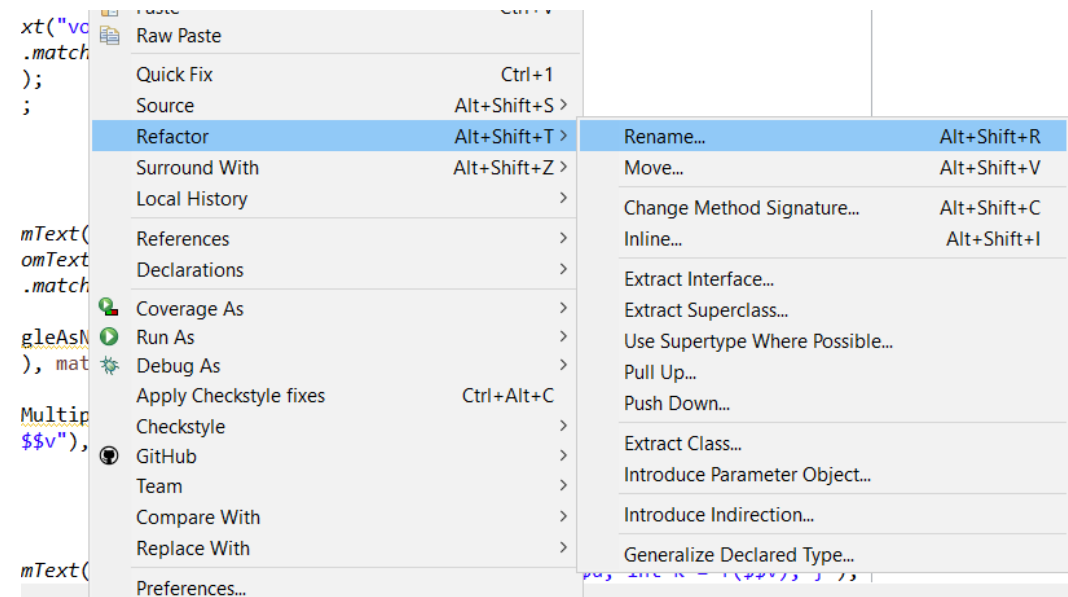 Paste Ctrl+V
xt("vo
Raw Paste
.match
Quick Fix Ctrl+1
);
Source Alt+Shift+S >
;
Refactor Alt+Shift+T >
Rename... Alt+Shift+R
Surround With Alt+Shift+Z >
Move... Alt+Shift+V
Local History >
Change Method Signature... Alt+Shift+C
mText(
References >
Inline... Alt+Shift+I
omText
Declarations >
.match
Extract Interface...
Coverage As >
Extract Superclass...
gleAsN
Run As >
Use Supertype Where Possible...
), mat
Debug As >
Pull Up...
Apply Checkstyle fixes Ctrl+Alt+C
Push Down...
Multip
Checkstyle >
$$v"),
Extract Class...
GitHub >
Introduce Parameter Object...
Team >
Compare With >
Introduce Indirection...
Replace With >
Generalize Declared Type...
mText(
Preferences...